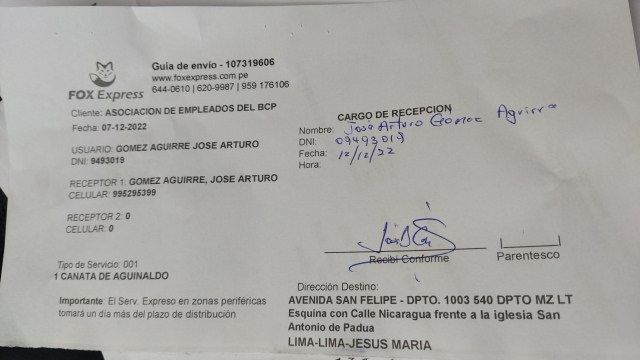 Guía de envío - 107319606
www.foxexpress.com.pe
644-0610 | 620-9987 | 959 176106
FOX Express
Cliente: ASOCIACION DE EMPLEADOS DEL BCP
Fecha: 07-12-2022
USUARIO: GOMEZ AGUIRRE JOSE ARTURO
DNI: 9493019
RECEPTOR 1: GOMEZ AGUIRRE, JOSE ARTURO
CELULAR: 995295399
RECEPTOR 2: 0
CELULAR: 0
Tipo de Servicio: 001
1 CANATA DE AGUINALDO
Importante: El Serv. Expreso en zonas periféricas
tomará un día más del plazo de distribución
CARGO DE RECEPCION
Nombre: Jose Arturo Gomez Aguirre
DNI: 09493019
Fecha: 12/12/22
Hora:
Recibí Conforme
Parentesco
Dirección Destino:
AVENIDA SAN FELIPE - DPTO. 1003 540 DPTO MZ LT
Esquina con Calle Nicaragua frente a la iglesia San
Antonio de Padua
LIMA-LIMA-JESUS MARIA